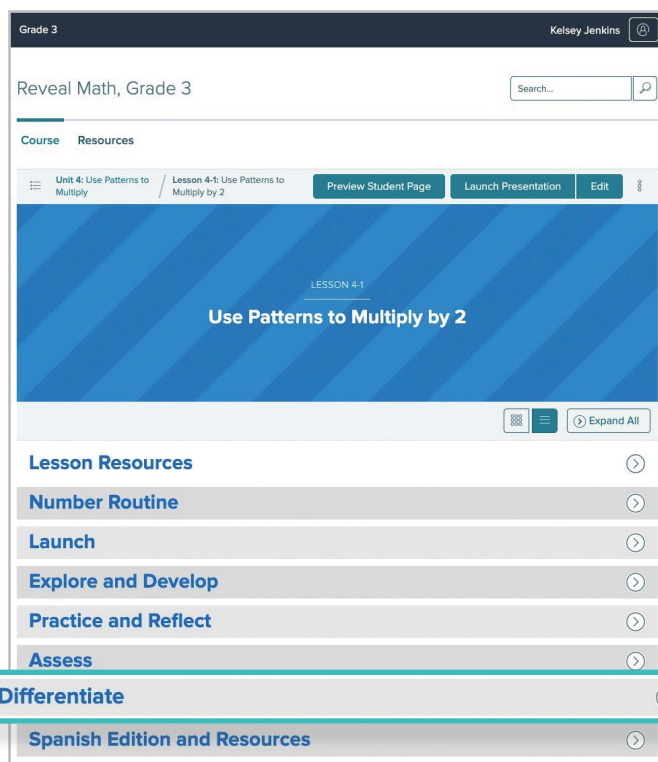 Grade 3
Kelsey Jenkins
Reveal Math, Grade 3
Search...
Course Resources
Unit 4: Use Patterns to
Multiply
Lesson 4-1: Use Patterns to
Multiply by 2
Preview Student Page
Launch Presentation
Edit
LESSON 4-1
Use Patterns to Multiply by 2
Expand All
Lesson Resources
Number Routine
Launch
Explore and Develop
Practice and Reflect
Assess
Differentiate
Spanish Edition and Resources